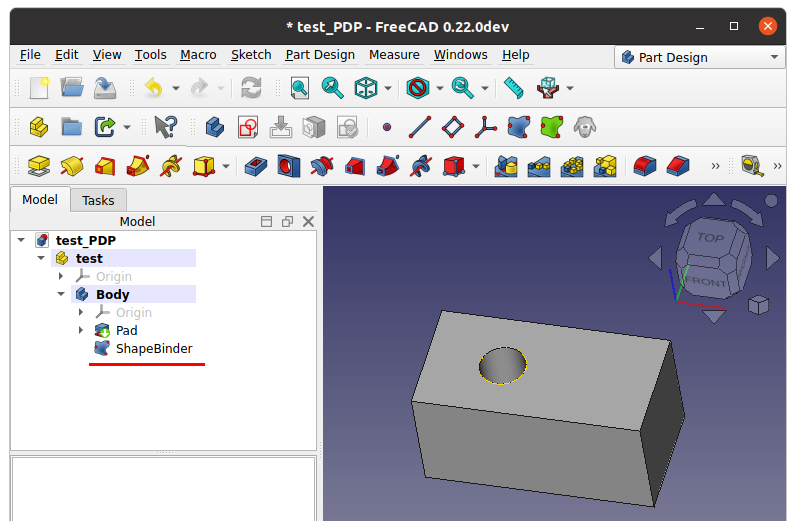 * test_PDP - FreeCAD 0.22.0dev
File Edit View Tools Macro Sketch Part Design Measure Windows Help
Part Design
Model Tasks
Model
test_PDP
test
Origin
Body
Origin
Pad
ShapeBinder
TOP
FRONT